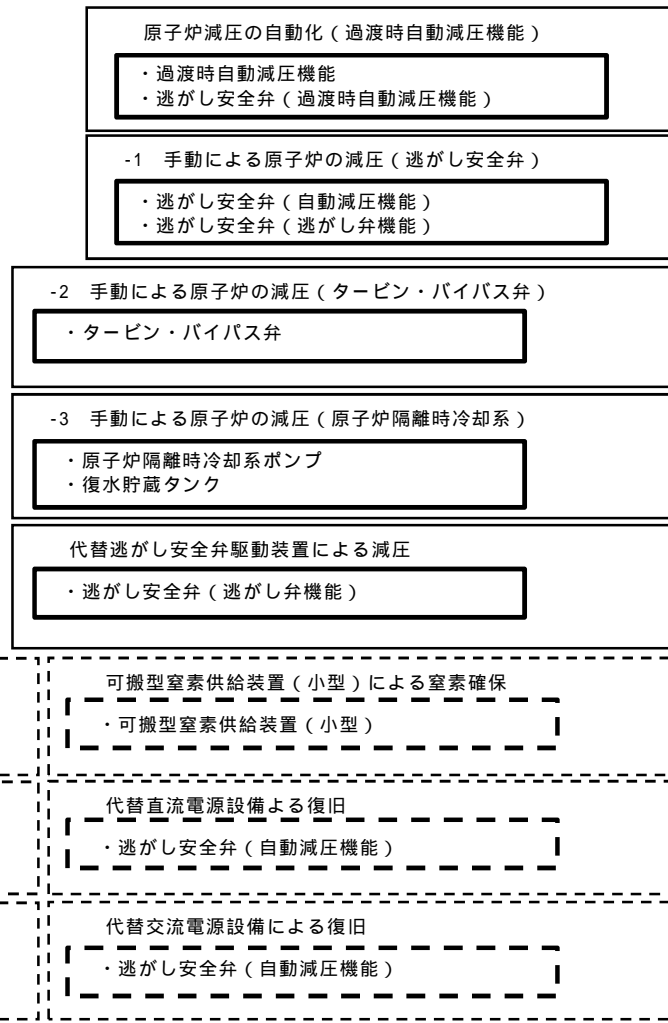 原子炉減圧の自動化（過渡時自動減圧機能）
・過渡時自動減圧機能
・逃がし安全弁（過渡時自動減圧機能）
-1 手動による原子炉の減圧（逃がし安全弁）
・逃がし安全弁（自動減圧機能）
・逃がし安全弁（逃がし弁機能）
-2 手動による原子炉の減圧（タービン・バイバス弁）
・タービン・バイパス弁
-3 手動による原子炉の減圧（原子炉隔離時冷却系）
・原子炉隔離時冷却系ポンプ
・復水貯蔵タンク
代替逃がし安全弁駆動装置による減圧
・逃がし安全弁（逃がし弁機能）
可搬型窒素供給装置（小型）による窒素確保
・可搬型窒素供給装置（小型）
代替直流電源設備よる復旧
・逃がし安全弁（自動減圧機能）
代替交流電源設備による復旧
・逃がし安全弁（自動減圧機能）